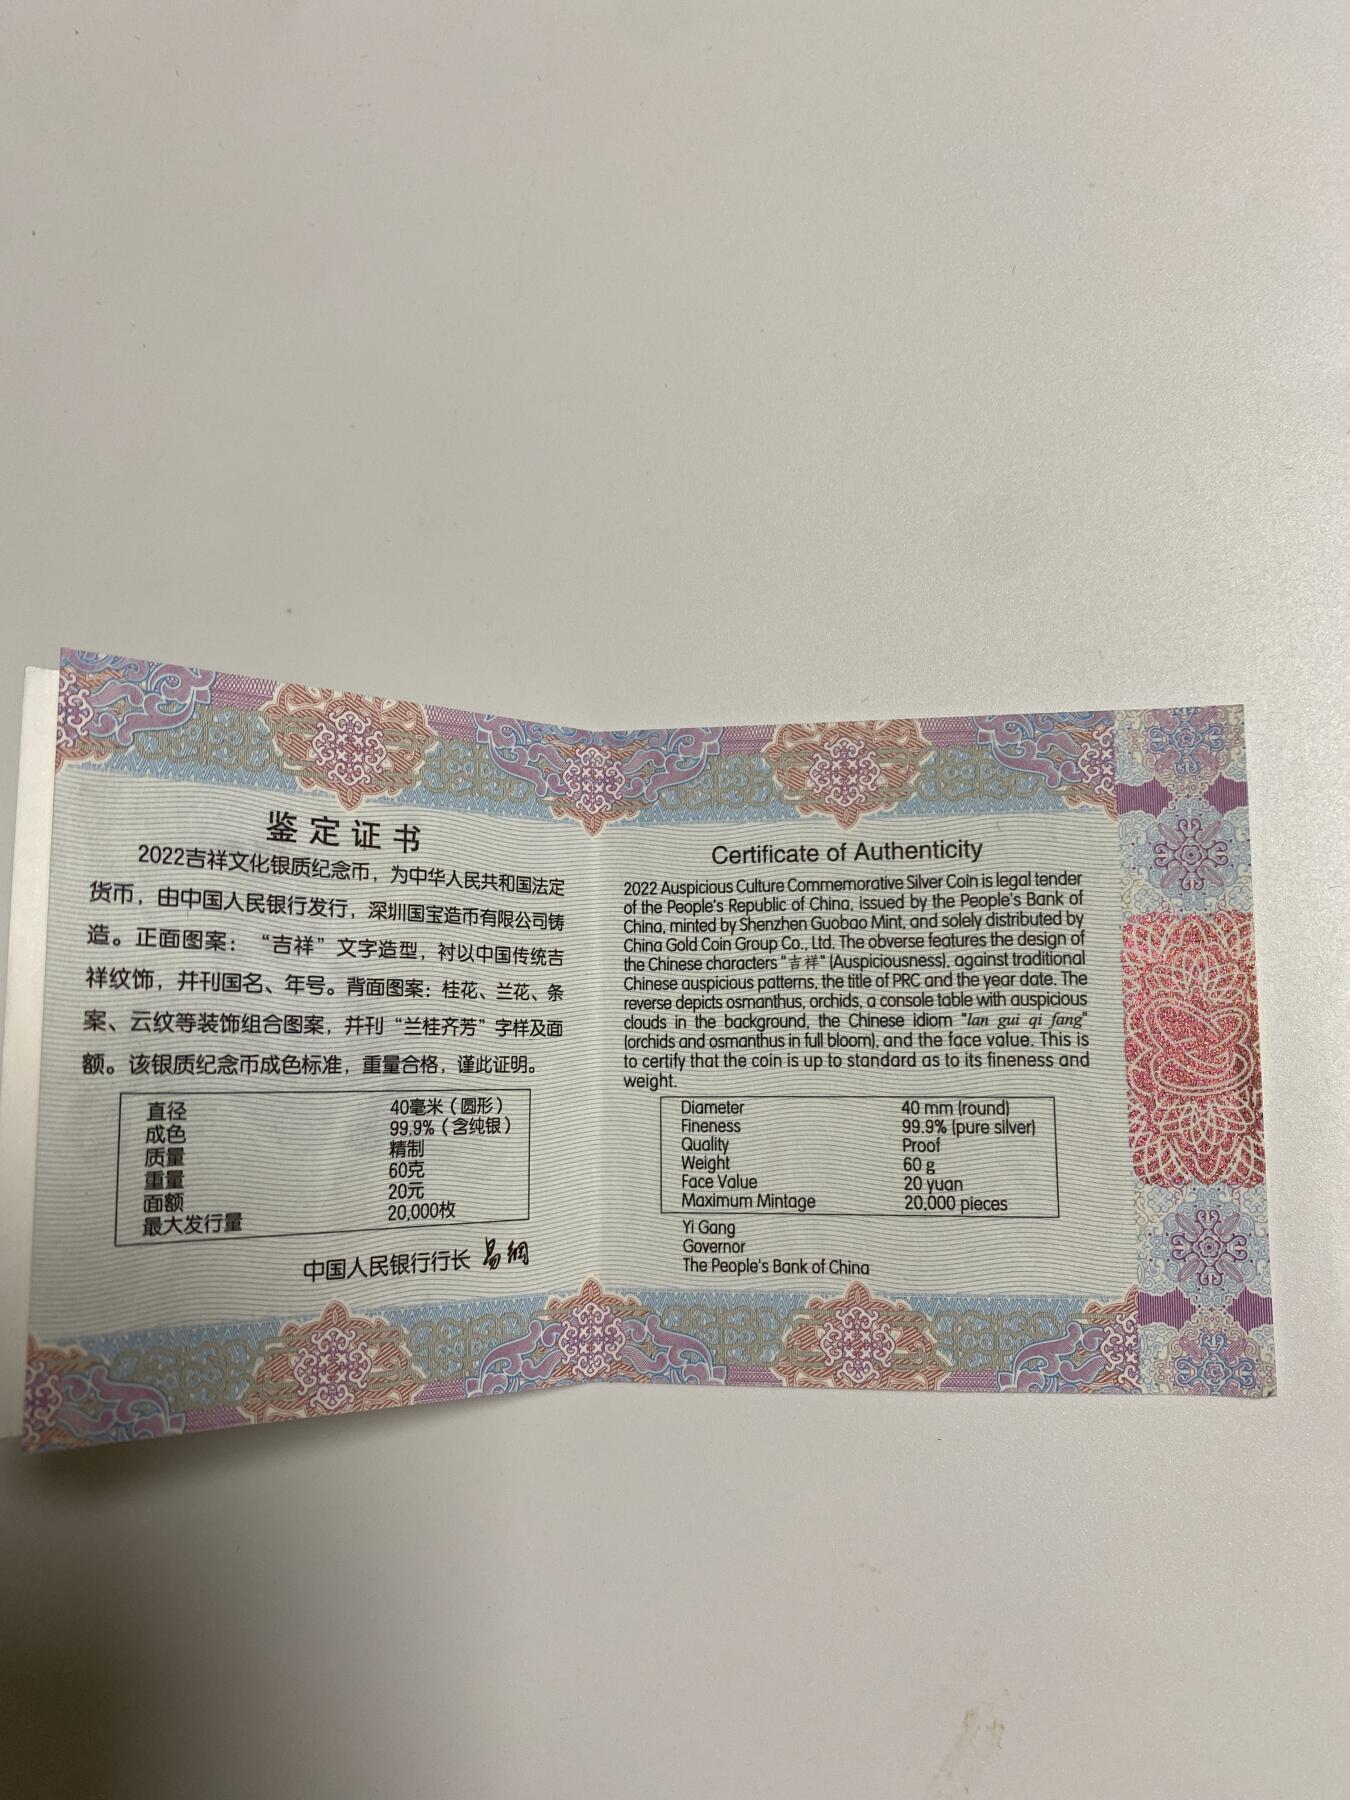 鉴定证书
2022吉祥文化银质纪念币，为中华人民共和国法定
货币，由中国人民银行发行，深圳国宝造币有限公司铸
造。正面图案：“吉祥”文字造型，衬以中国传统吉
祥纹饰，并刊国名、年号。背面图案：桂花、兰花、条
案、云纹等装饰组合图案，并刊“兰桂齐芳”字样及面
额。该银质纪念币成色标准，重量合格，谨此证明。
直径 40毫米（圆形）
成色 99.9%（含纯银）
质量 精制
重量 60克
面额 20元
最大发行量 20,000枚
中国人民银行行长 易纲
Certificate of Authenticity
2022 Auspicious Culture Commemorative Silver Coin is legal tender
of the People's Republic of China, issued by the People's Bank of
China, minted by Shenzhen Guobao Mint, and solely distributed by
China Gold Coin Group Co., Ltd. The obverse features the design of
the Chinese characters "吉祥" (Auspiciousness), against traditional
Chinese auspicious patterns, the title of PRC and the year date. The
reverse depicts osmanthus, orchids, a console table with auspicious
clouds in the background, the Chinese idiom "lan gui qi fang"
(orchids and osmanthus in full bloom), and the face value. This is
to certify that the coin is up to standard as to its fineness and
weight.
Diameter 40 mm (round)
Fineness 99.9% (pure silver)
Quality Proof
Weight 60 g
Face Value 20 yuan
Maximum Mintage 20,000 pieces
Yi Gang
Governor
The People's Bank of China